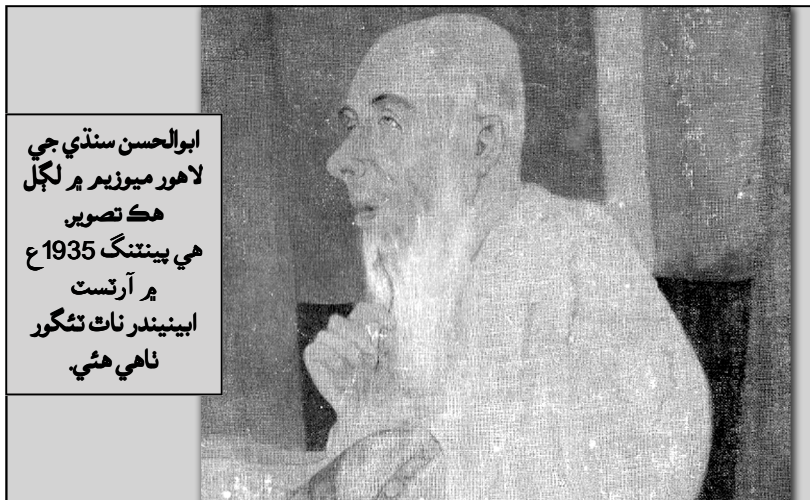 ابوالحسن سنڌي جي
لاهور ميوزيم ۾ لڳل
هڪ تصوير.
هي پينٽنگ 1935ع
۾ آرٽسٽ
ابينيندر ناٿ ٽئگور
ٺاهي هئي.